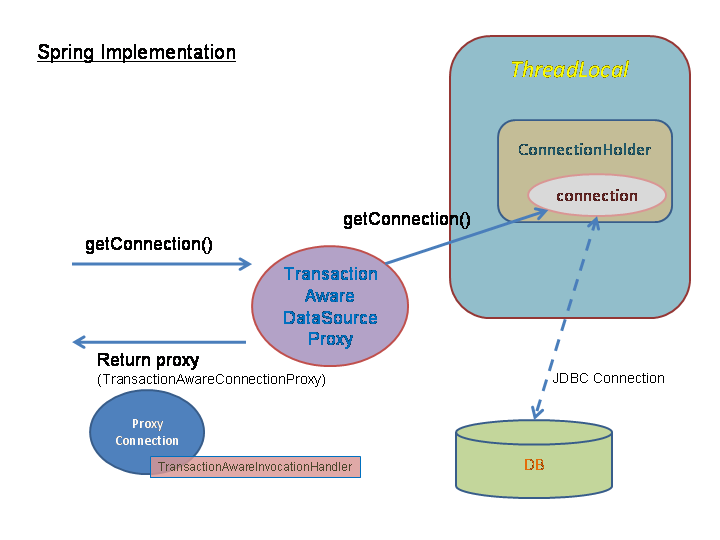 Spring Implementation
ThreadLocal
ConnectionHolder
connection
getConnection()
getConnection()
Transaction
Aware
DataSource
Proxy
Return proxy
(TransactionAwareConnectionProxy)
JDBC Connection
Proxy
Connection
TransactionAwareInvocationHandler
DB